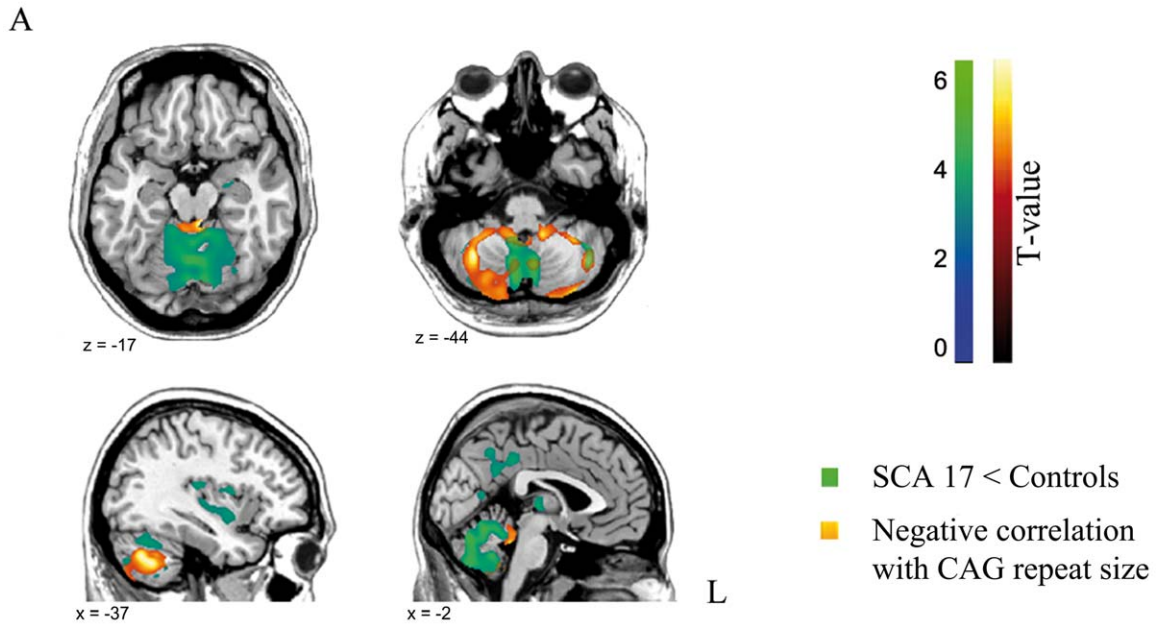 A
z = -17
z = -44
6
4
2
0
T-value
x = -37
x = -2
L
SCA 17 < Controls
Negative correlation
with CAG repeat size